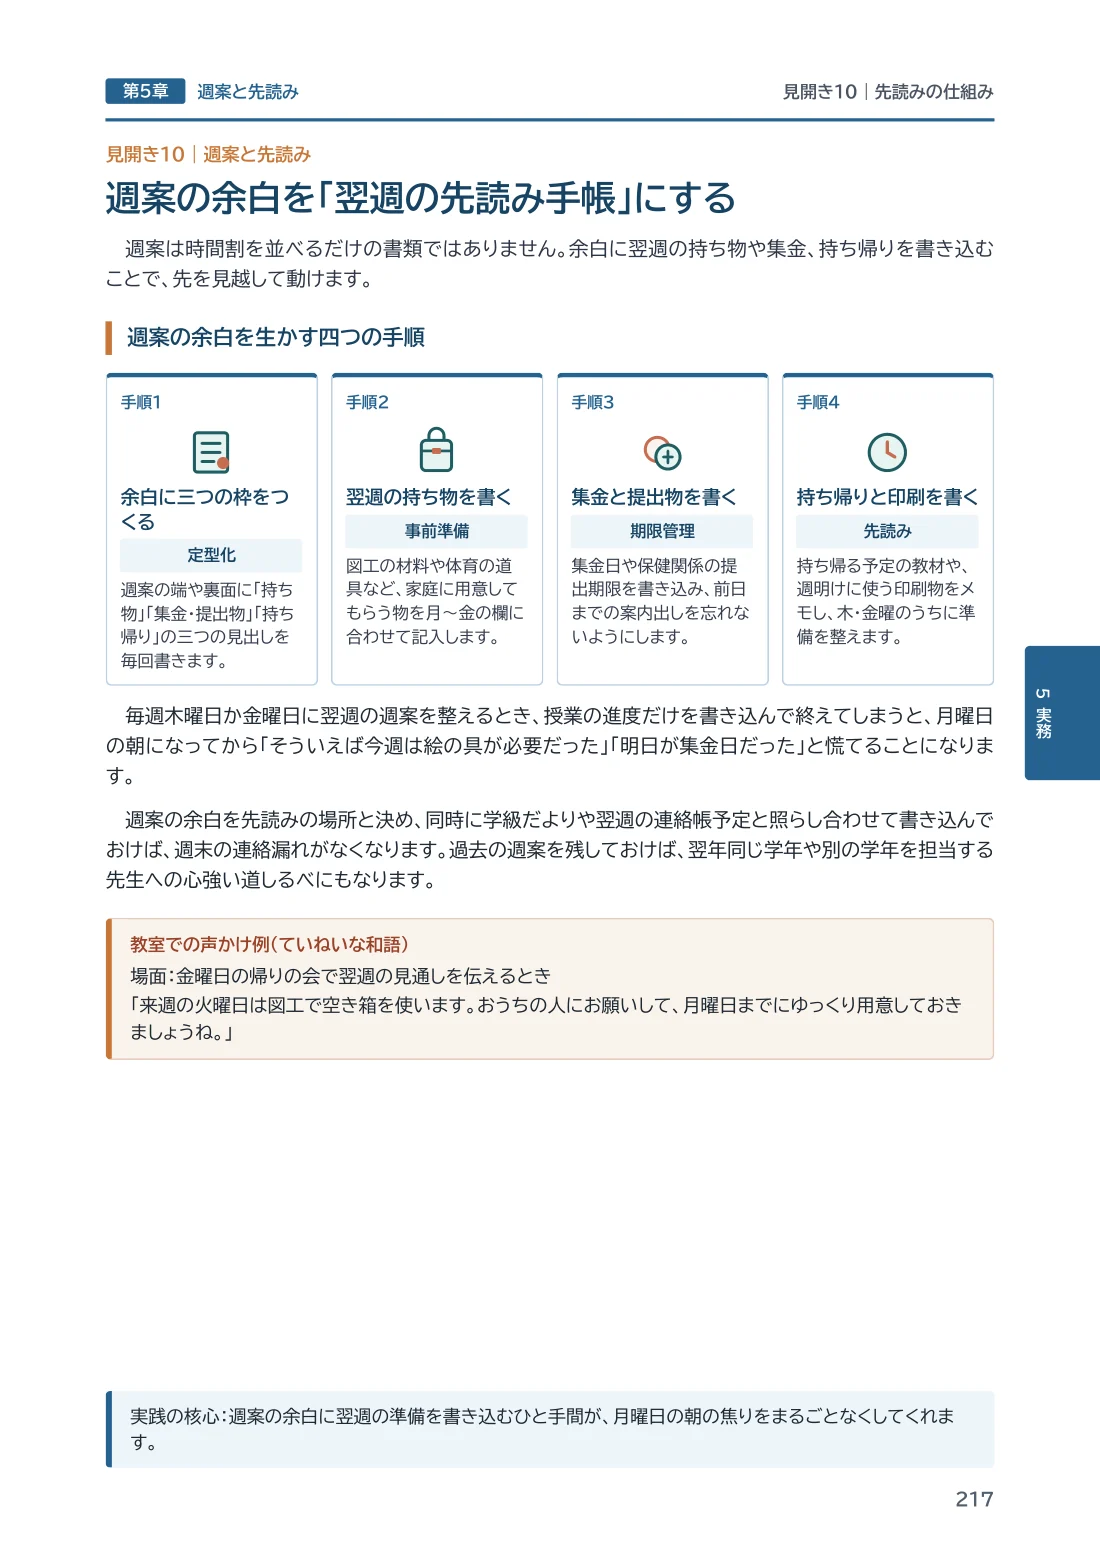 第5章 週案と先読み
見開き10｜先読みの仕組み
見開き10｜週案と先読み
週案の余白を「翌週の先読み手帳」にする
週案は時間割を並べるだけの書類ではありません。余白に翌週の持ち物や集金、持ち帰りを書き込む
ことで、先を見越して動けます。
週案の余白を生かす四つの手順
手順1
余白に三つの枠をつ
くる
定型化
週案の端や裏面に「持ち
物」「集金・提出物」「持ち
帰り」の三つの見出しを
毎回書きます。
手順2
翌週の持ち物を書く
事前準備
図工の材料や体育の道
具など、家庭に用意して
もらう物を月〜金の欄に
合わせて記入します。
手順3
集金と提出物を書く
期限管理
集金日や保健関係の提
出期限を書き込み、前日
までの案内出しを忘れな
いようにします。
手順4
持ち帰りと印刷を書く
先読み
持ち帰る予定の教材や、
週明けに使う印刷物をメ
モし、木・金曜のうちに準
備を整えます。
毎週木曜日か金曜日に翌週の週案を整えるとき、授業の進度だけを書き込んで終えてしまうと、月曜日
の朝になってから「そういえば今週は絵の具が必要だった」「明日が集金日だった」と慌てることになりま
す。
週案の余白を先読みの場所と決め、同時に学級だよりや翌週の連絡帳予定と照らし合わせて書き込んで
おけば、週末の連絡漏れがなくなります。過去の週案を残しておけば、翌年同じ学年や別の学年を担当する
先生への心強い道しるべにもなります。
教室での声かけ例（ていねいな和語）
場面：金曜日の帰りの会で翌週の見通しを伝えるとき
「来週の火曜日は図工で空き箱を使います。おうちの人にお願いして、月曜日までにゆっくり用意しておき
ましょうね。」
5 実務
実践の核心：週案の余白に翌週の準備を書き込むひと手間が、月曜日の朝の焦りをまるごとなくしてくれま
す。
217